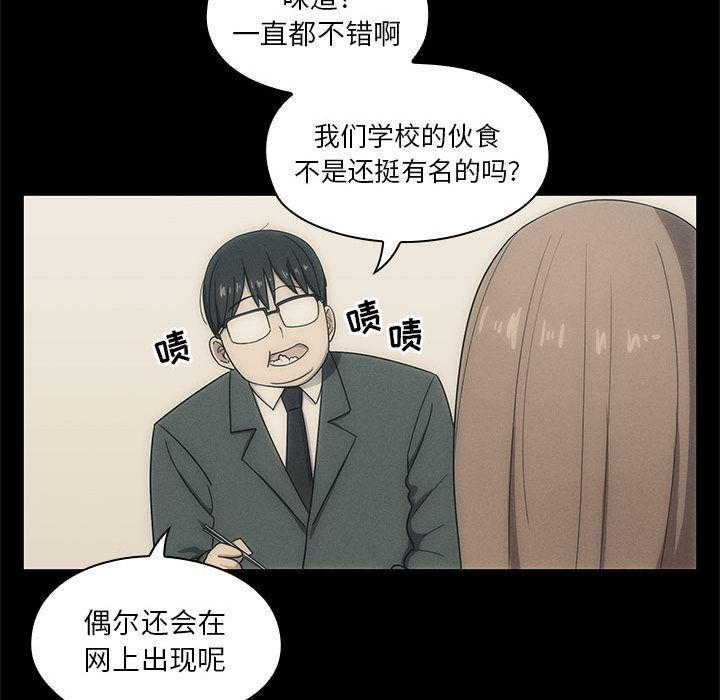 味道?
一直都不错啊
我们学校的伙食
不是还挺有名的吗?
啧
啧
啧
偶尔还会在
网上出现呢